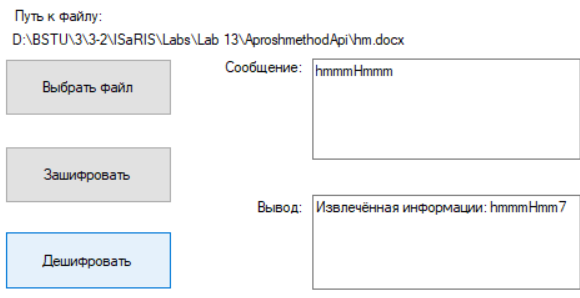 Путь к файлу:
D:\BSTU\3\3-2\ISaRIS\Labs\Lab 13\AproshmethodApi\hm.docx
Выбрать файл
Сообщение:
hmmmHmmm
Зашифровать
Вывод:
Извлечённая информации: hmmmHmm7
Дешифровать